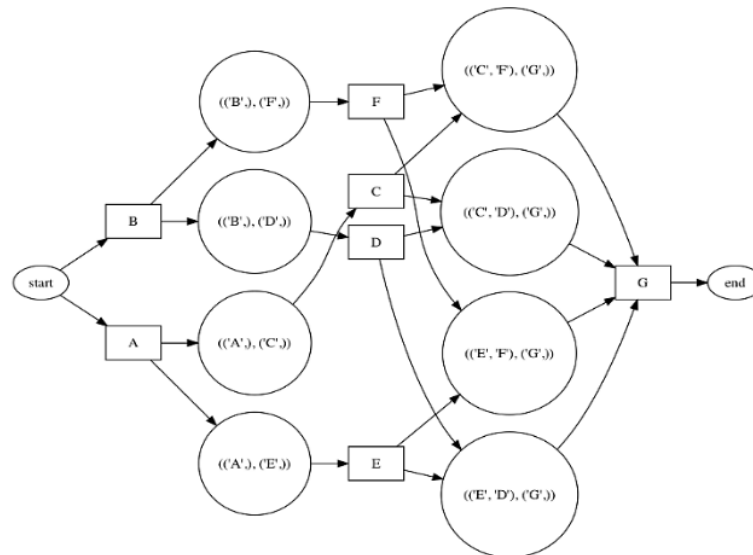 start
B
A
(('B',), ('F',))
(('B',), ('D',))
(('A',), ('C',))
(('A',), ('E',))
F
C
D
E
(('C', 'F'), ('G',))
(('C', 'D'), ('G',))
(('E', 'F'), ('G',))
(('E', 'D'), ('G',))
G
end